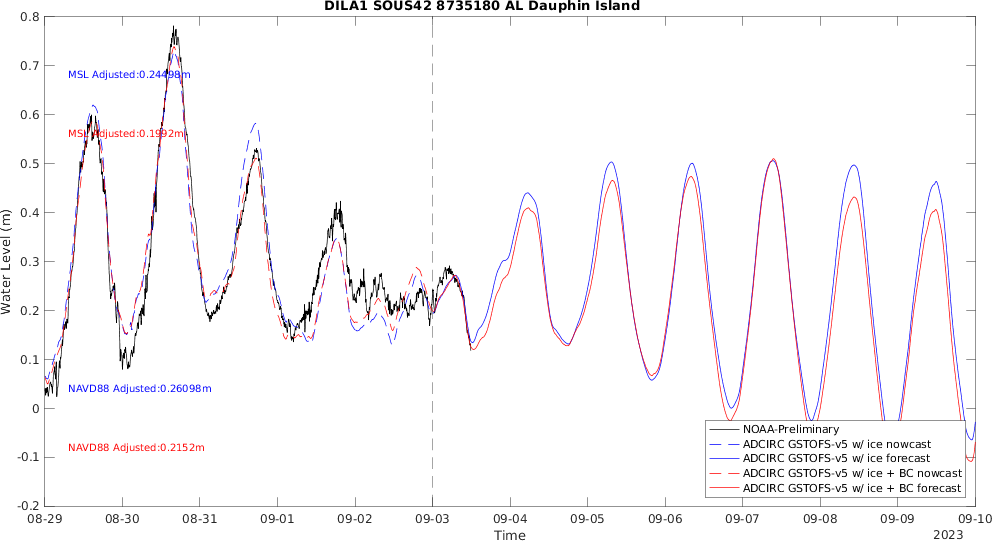 DILA1 SOUS42 8735180 AL Dauphin Island
0.8
0.7
0.6
0.5
0.4
0.3
0.2
0.1
0
-0.1
-0.2
Water Level (m)
MSL Adjusted:0.24498m
MSL Adjusted:0.1992m
NAVD88 Adjusted:0.26098m
NAVD88 Adjusted:0.2152m
NOAA-Preliminary
ADCIRC GSTOFS-v5 w/ ice nowcast
ADCIRC GSTOFS-v5 w/ ice forecast
ADCIRC GSTOFS-v5 w/ ice + BC nowcast
ADCIRC GSTOFS-v5 w/ ice + BC forecast
08-29 08-30 08-31 09-01 09-02 09-03 09-04 09-05 09-06 09-07 09-08 09-09 09-10
Time
2023